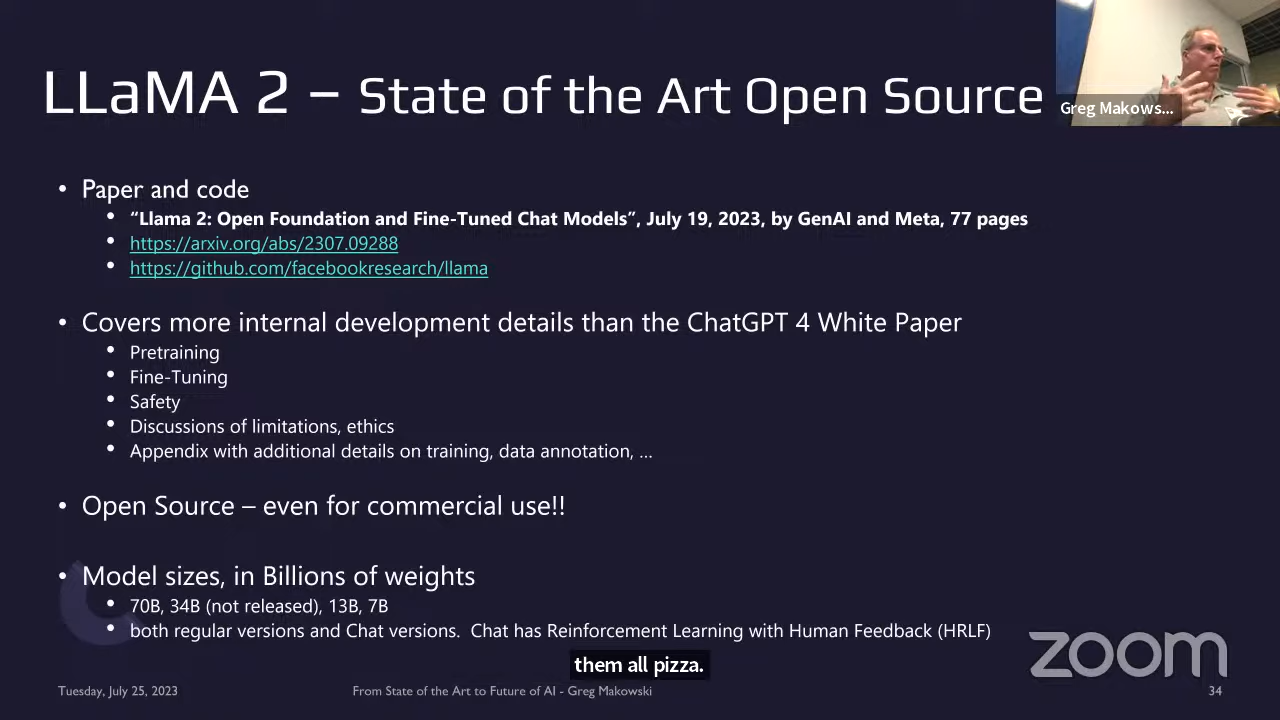 LLaMA 2 – State of the Art Open Source
Greg Makows...
• Paper and code
• “Llama 2: Open Foundation and Fine-Tuned Chat Models”, July 19, 2023, by GenAI and Meta, 77 pages
• https://arxiv.org/abs/2307.09288
• https://github.com/facebookresearch/llama
• Covers more internal development details than the ChatGPT 4 White Paper
• Pretraining
• Fine-Tuning
• Safety
• Discussions of limitations, ethics
• Appendix with additional details on training, data annotation, ...
• Open Source – even for commercial use!!
• Model sizes, in Billions of weights
• 70B, 34B (not released), 13B, 7B
• both regular versions and Chat versions.  Chat has Reinforcement Learning with Human Feedback (HRLF)
them all pizza.
zoom
Tuesday, July 25, 2023
From State of the Art to Future of AI - Greg Makowski
34